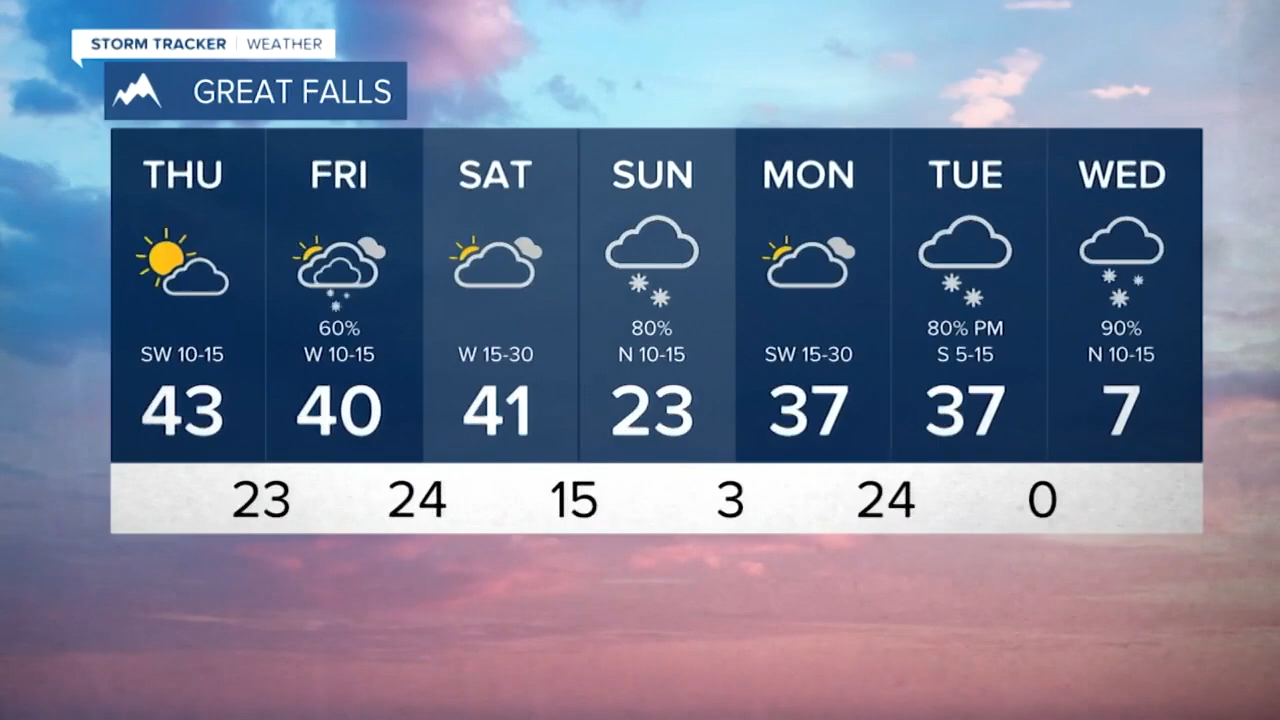 STORM TRACKER | WEATHER
GREAT FALLS
THU FRI SAT SUN MON TUE WED
60% 80% 80% PM 90%
SW 10-15 W 10-15 W 15-30 N 10-15 SW 15-30 S 5-15 N 10-15
43 40 41 23 37 37 7
23 24 15 3 24 0